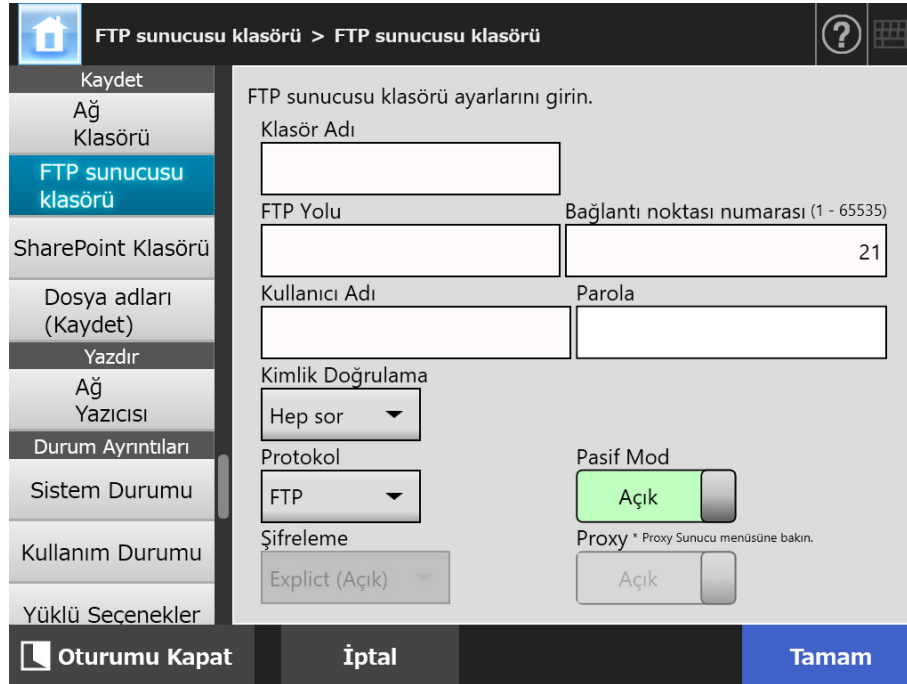 FTP sunucusu klasörü > FTP sunucusu klasörü
?
Kaydet
Ağ
Klasörü
FTP sunucusu
klasörü
SharePoint Klasörü
Dosya adları
(Kaydet)
Yazdır
Ağ
Yazıcısı
Durum Ayrıntıları
Sistem Durumu
Kullanım Durumu
Yüklü Seçenekler
FTP sunucusu klasörü ayarlarını girin.
Klasör Adı
FTP Yolu
Bağlantı noktası numarası (1 - 65535)
21
Kullanıcı Adı
Parola
Kimlik Doğrulama
Hep sor
Protokol
Pasif Mod
FTP
Açık
Şifreleme
Proxy * Proxy Sunucu menüsüne bakın.
Explict (Açık)
Açık
Oturumu Kapat
İptal
Tamam